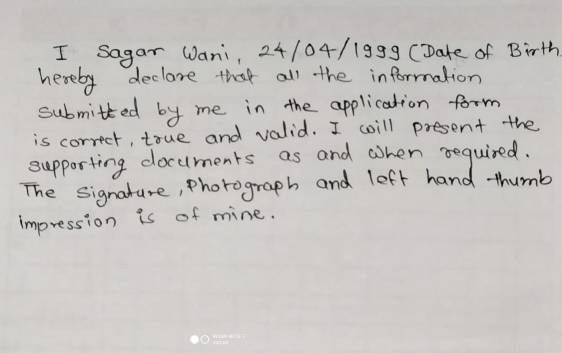 I Sagar Wani, 24/04/1999 (Date of Birth
hereby declare that all the information
submitted by me in the application form
is correct, true and valid. I will present the
supporting documents as and when required.
The Signature, Photograph and left hand thumb
impression is of mine.